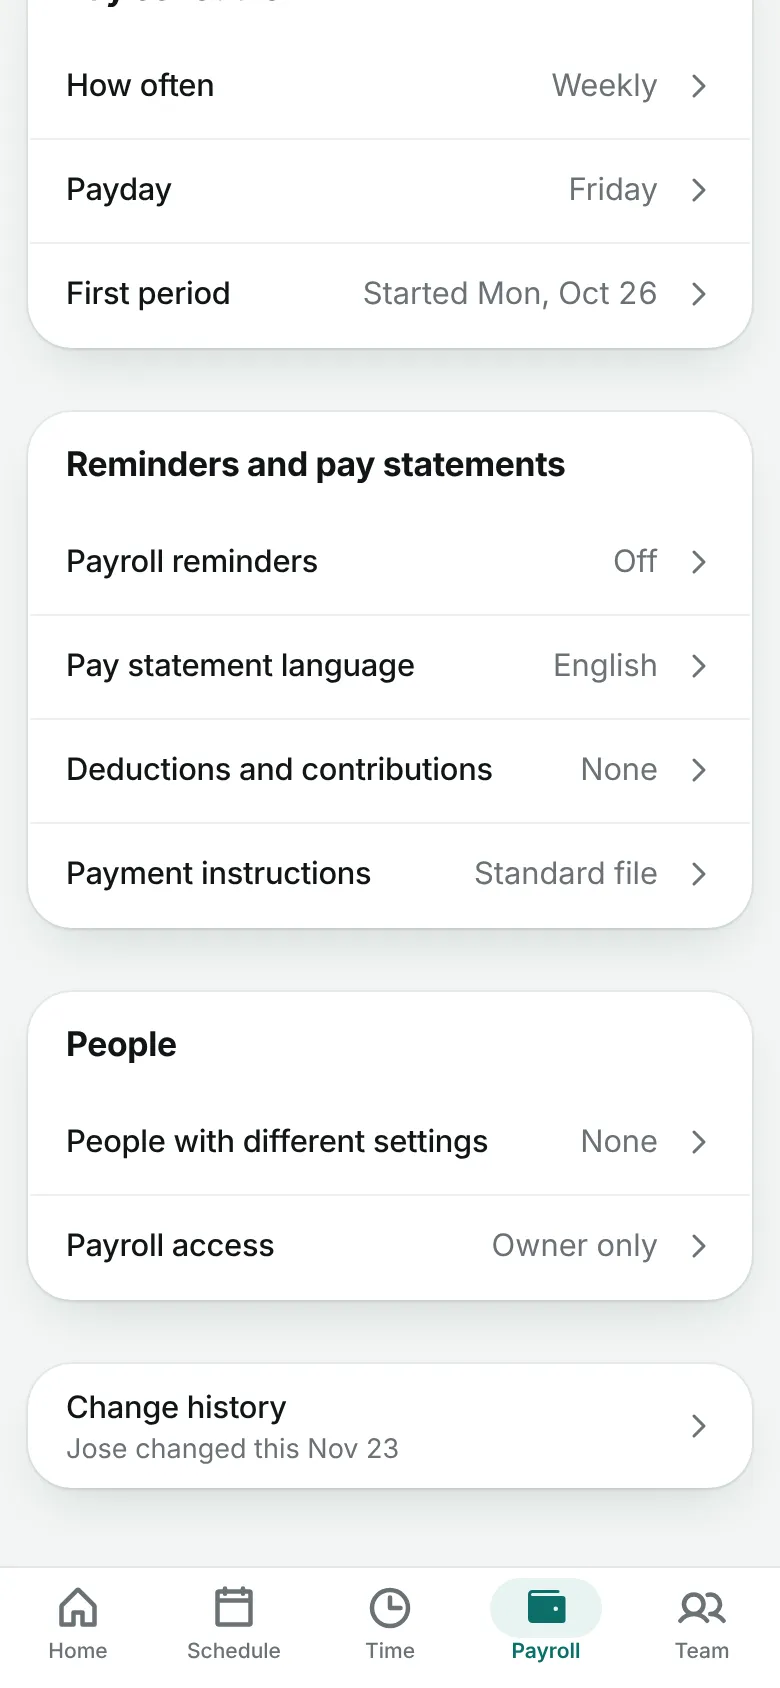 How often
Weekly
Payday
Friday
First period
Started Mon, Oct 26
Reminders and pay statements
Payroll reminders
Off
Pay statement language
English
Deductions and contributions
None
Payment instructions
Standard file
People
People with different settings
None
Payroll access
Owner only
Change history
Jose changed this Nov 23
Home
Schedule
Time
Payroll
Team